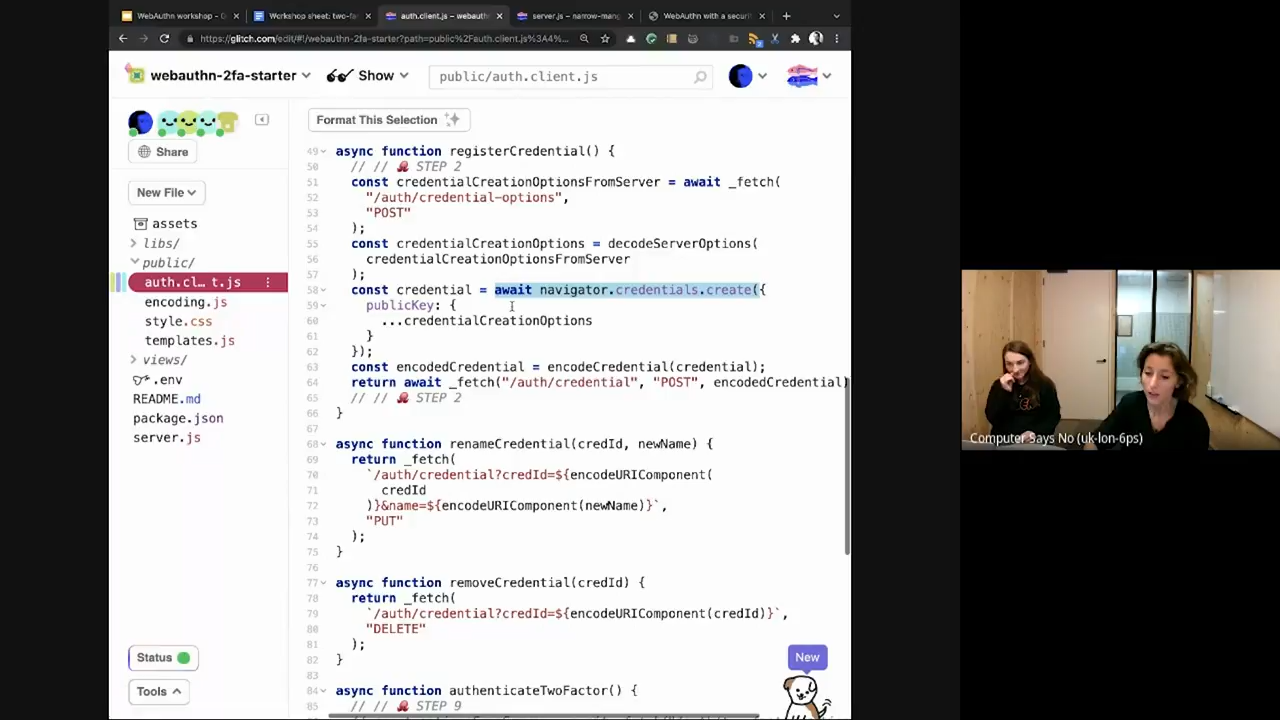 WebAuthn workshop - G
Workshop sheet: two-fa
auth.client.js – webauth
server.js – narrow-mang
WebAuthn with a securi
https://glitch.com/edit/#!/webauthn-2fa-starter?path=public%2Fauth.client.js%3A4%
webauthn-2fa-starter
Show
public/auth.client.js
Share
New File
assets
libs/
public/
auth.cl… t.js
encoding.js
style.css
templates.js
views/
.env
README.md
package.json
server.js
Status
Tools
Format This Selection
49 async function registerCredential() {
50 // // STEP 2
51 const credentialCreationOptionsFromServer = await _fetch(
52 "/auth/credential-options",
53 "POST"
54 );
55 const credentialCreationOptions = decodeServerOptions(
56 credentialCreationOptionsFromServer
57 );
58 const credential = await navigator.credentials.create({
59 publicKey: {
60 ...credentialCreationOptions
61 }
62 });
63 const encodedCredential = encodeCredential(credential);
64 return await _fetch("/auth/credential", "POST", encodedCredential)
65 // // STEP 2
66 }
67
68 async function renameCredential(credId, newName) {
69 return _fetch(
70 `/auth/credential?credId=${encodeURIComponent(
71 credId
72 )}&name=${encodeURIComponent(newName)}`,
73 "PUT"
74 );
75 }
76
77 async function removeCredential(credId) {
78 return _fetch(
79 `/auth/credential?credId=${encodeURIComponent(credId)}`,
80 "DELETE"
81 );
82 }
83
84 async function authenticateTwoFactor() {
85 // // STEP 9
New
Computer Says No (uk-lon-6ps)